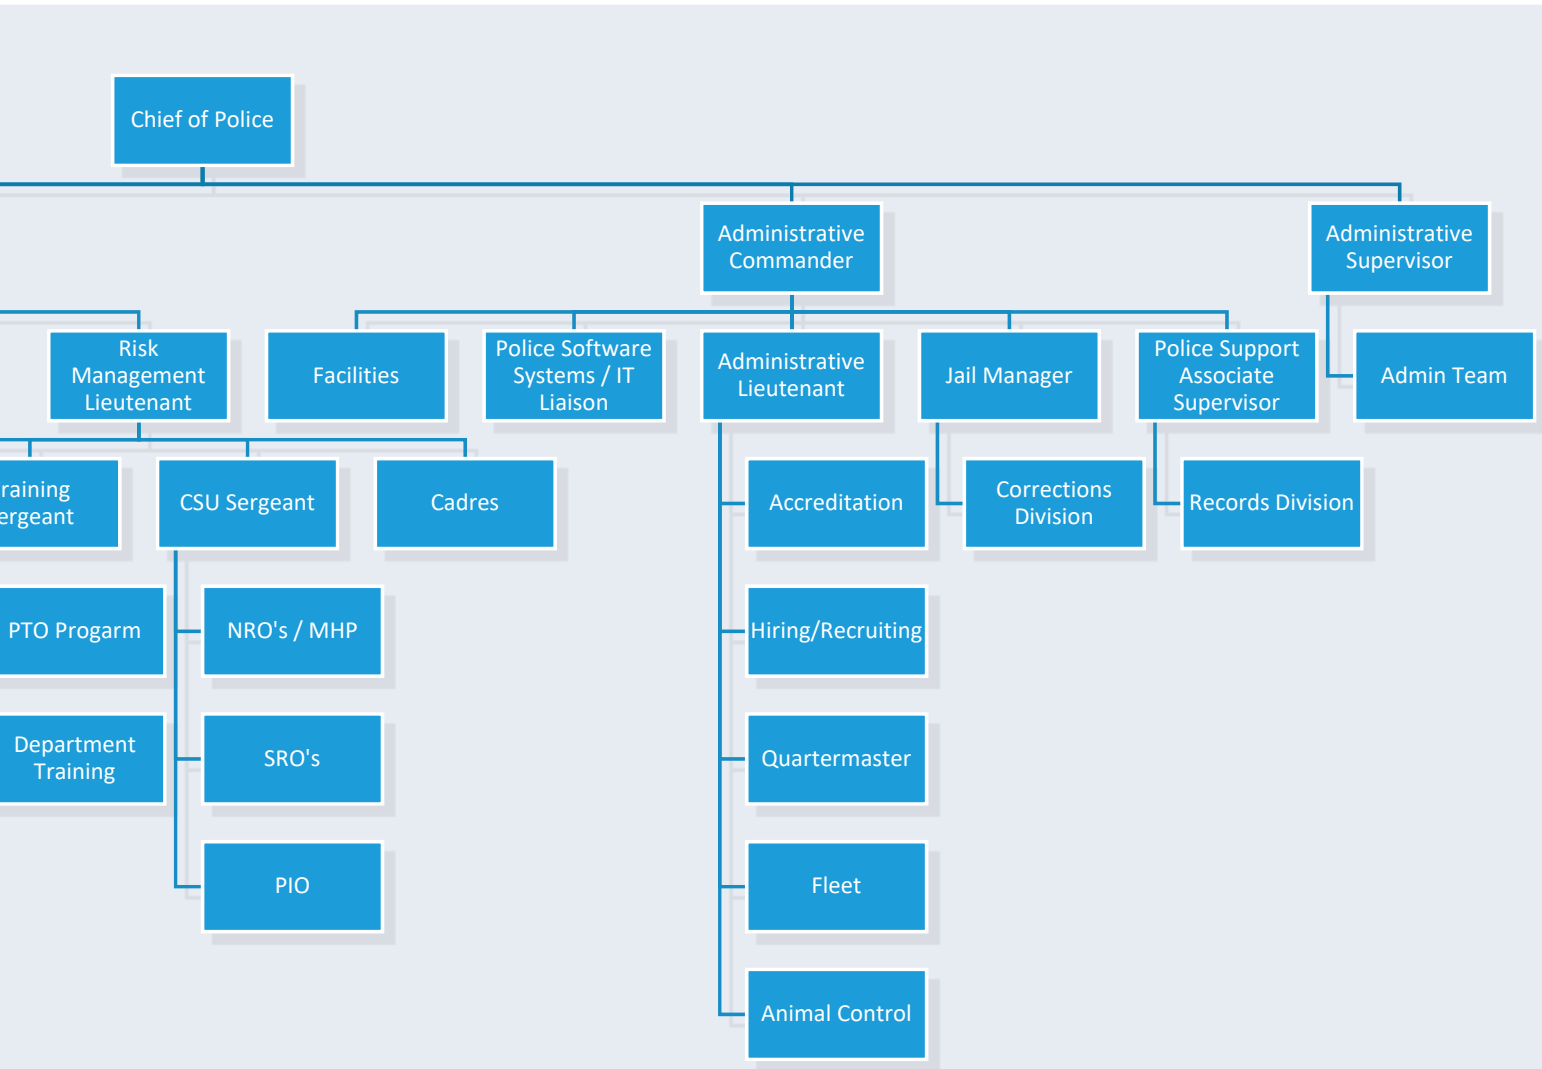 Chief of Police
Administrative
Commander
Administrative
Supervisor
Risk
Management
Lieutenant
Facilities
Police Software
Systems / IT
Liaison
Administrative
Lieutenant
Jail Manager
Police Support
Associate
Supervisor
Admin Team
raining
ergeant
CSU Sergeant
Cadres
Accreditation
Corrections
Division
Records Division
PTO Progarm
NRO's / MHP
Hiring/Recruiting
Department
Training
SRO's
Quartermaster
PIO
Fleet
Animal Control